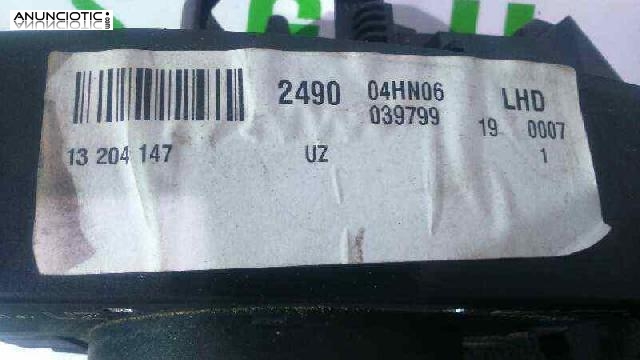 ANUNCIOTIC
2490 04HN06 LHD
039799 19 0007
13 204 147 UZ 1